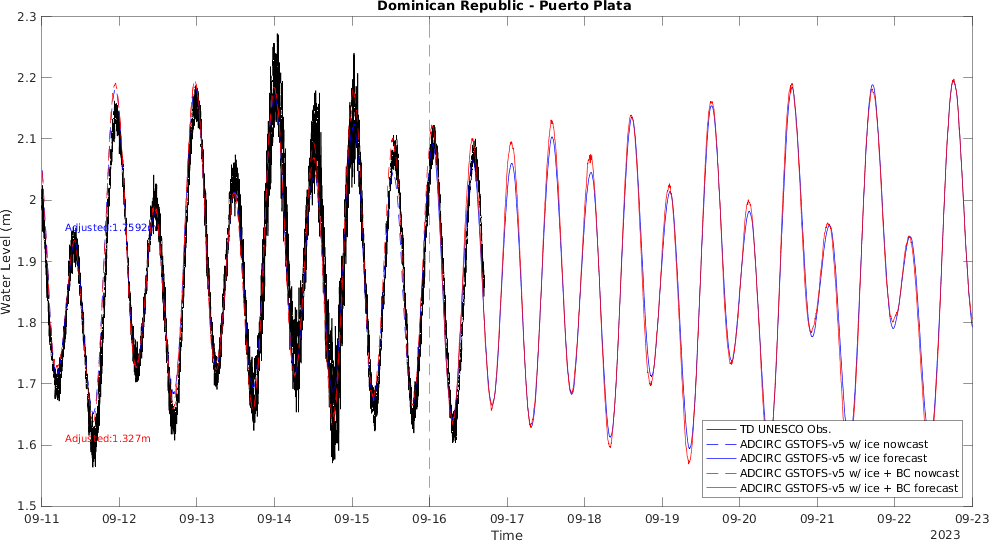 Dominican Republic - Puerto Plata
2.3
2.2
2.1
2
1.9
1.8
1.7
1.6
1.5
Water Level (m)
Adjusted:1.7592m
Adjusted:1.327m
TD UNESCO Obs.
ADCIRC GSTOFS-v5 w/ ice nowcast
ADCIRC GSTOFS-v5 w/ ice forecast
ADCIRC GSTOFS-v5 w/ ice + BC nowcast
ADCIRC GSTOFS-v5 w/ ice + BC forecast
09-11 09-12 09-13 09-14 09-15 09-16 09-17 09-18 09-19 09-20 09-21 09-22 09-23
Time
2023